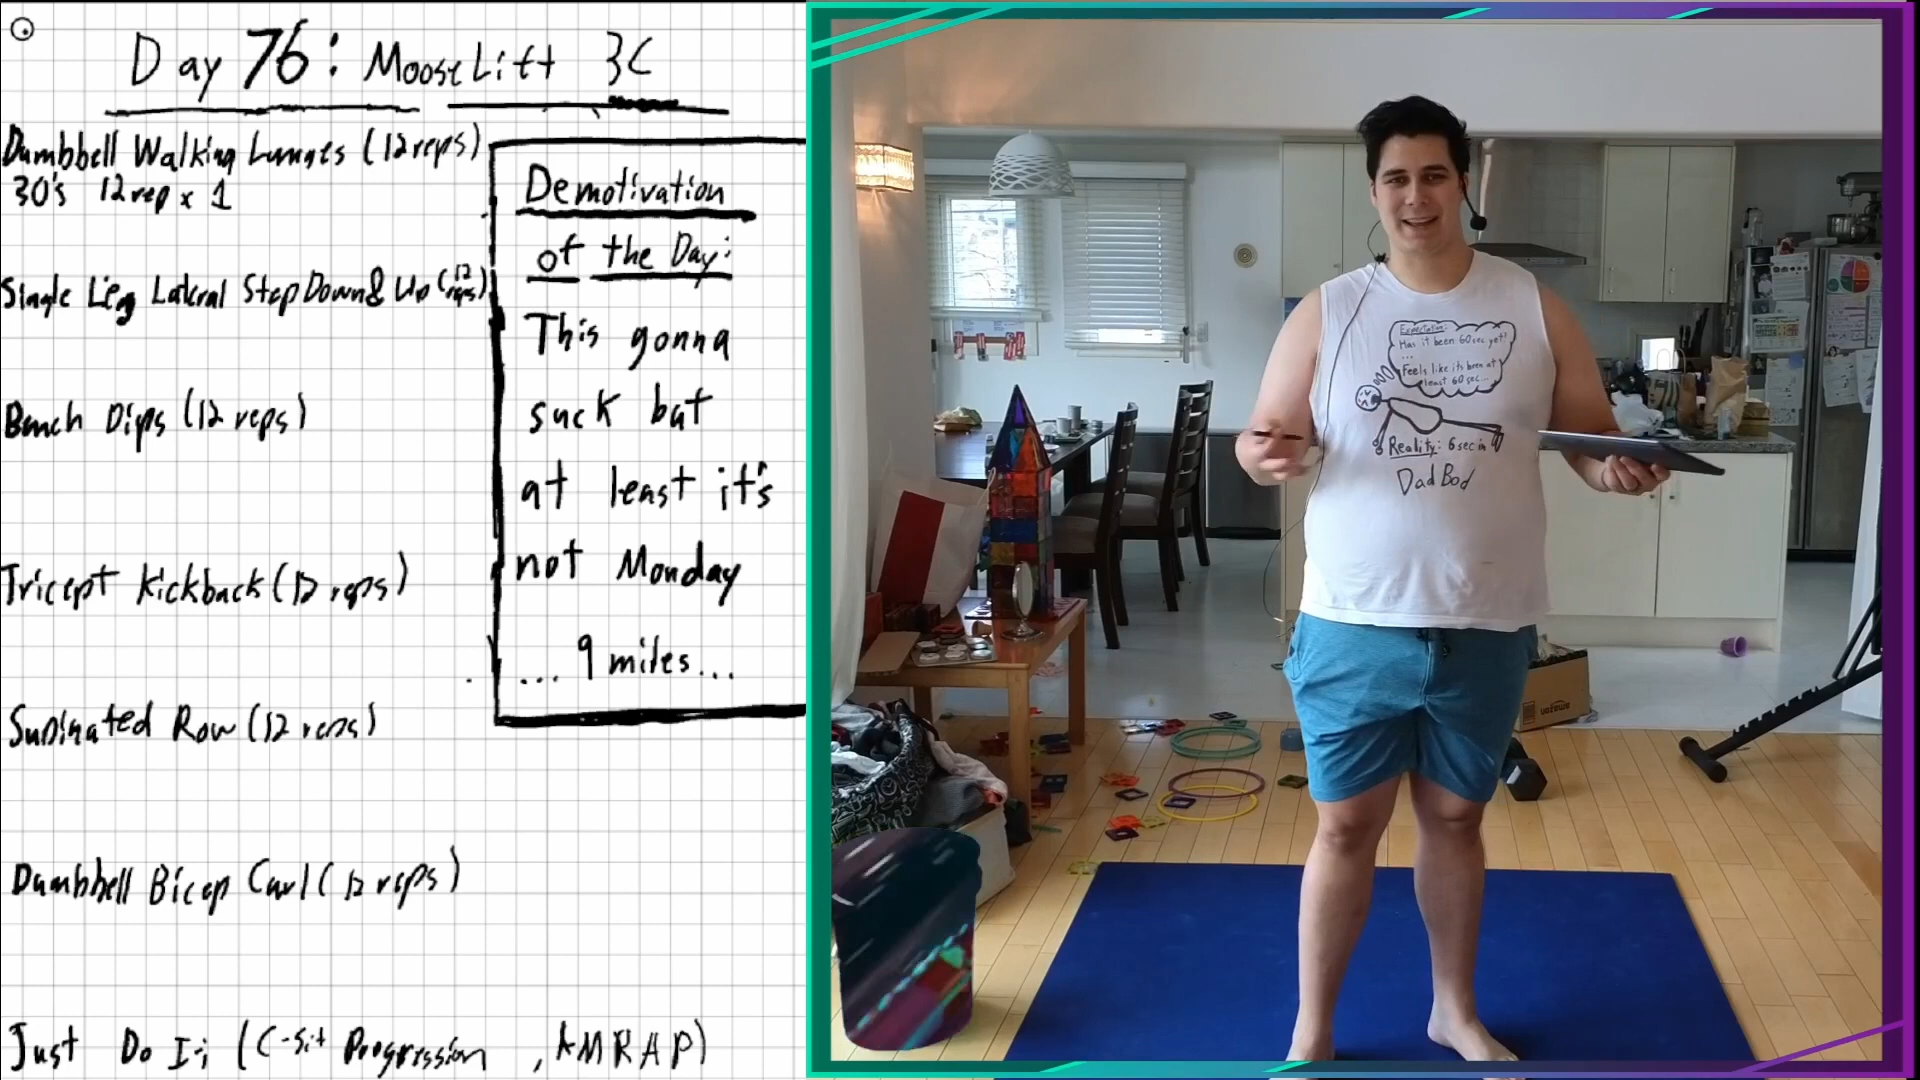 Day 76: MooseLift 3C
Dumbbell Walking Lunges (12 reps)
30's 12 rep x 1
Single Leg Lateral Step Down & Up (12 reps)
Bench Dips (12 reps)
Tricept Kickback (12 reps)
Supinated Row (12 reps)
Dumbbell Bicep Curl (12 reps)
Just Do It; (C-Sit Progression, AMRAP)
Demotivation
of the Day:
This gonna
suck but
at least it's
not Monday
... 9 miles...
Expectation:
Has it been 60 sec yet?
...
Feels like its been at
least 60 sec...
Reality: 6 sec in
Dad Bod
amazon